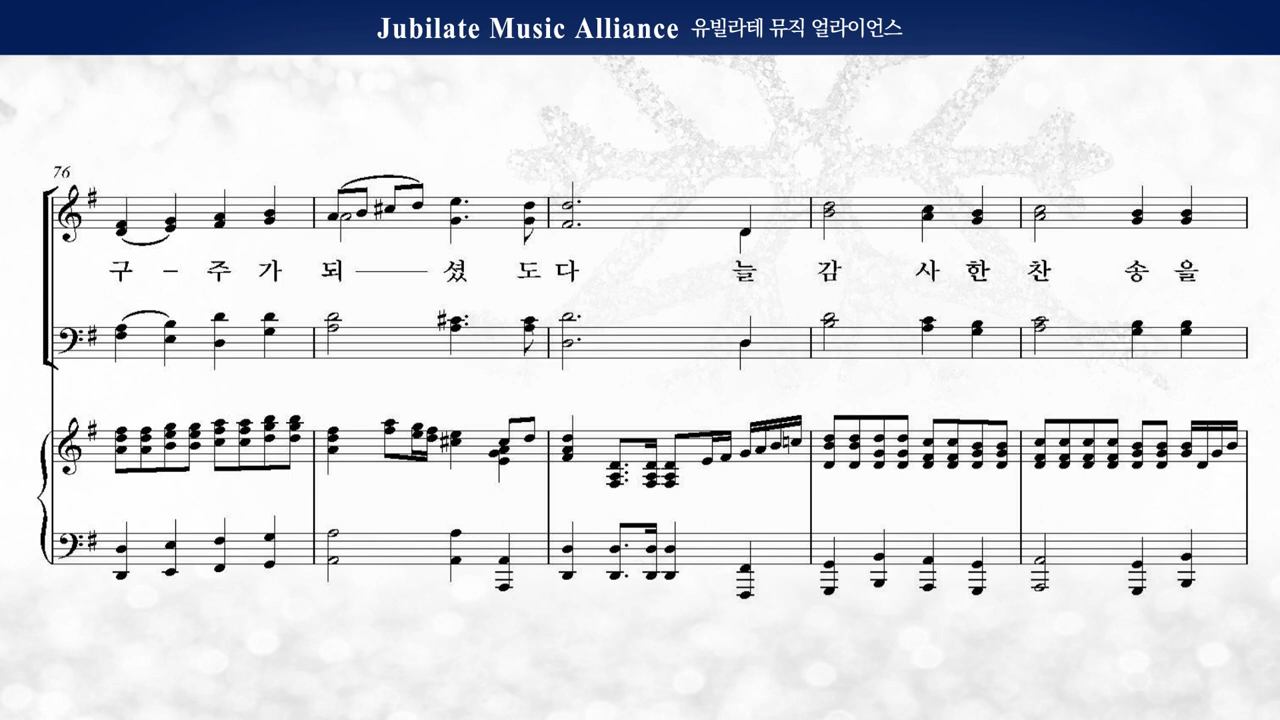 Jubilate Music Alliance 유빌라테 뮤직 얼라이언스
76
구 - 주 가 되 셨 도 다 늘 감 사 한 찬 송 을